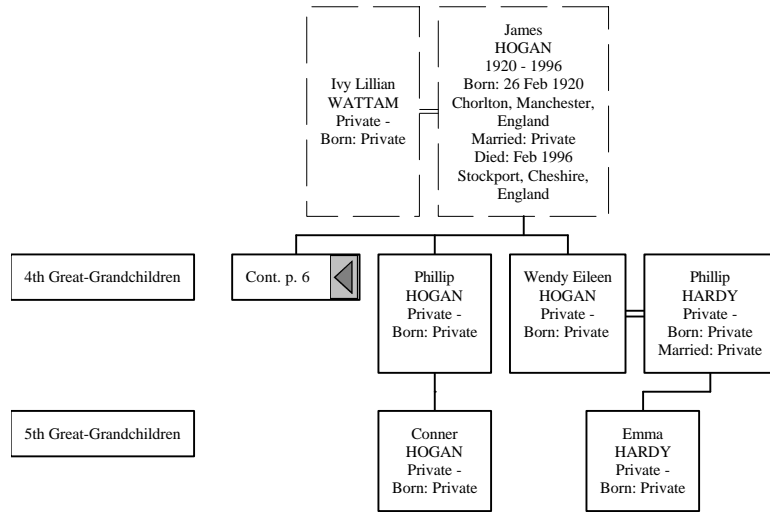 Ivy Lillian
WATTAM
Private -
Born: Private
James
HOGAN
1920 - 1996
Born: 26 Feb 1920
Chorlton, Manchester,
England
Married: Private
Died: Feb 1996
Stockport, Cheshire,
England
4th Great-Grandchildren
Cont. p. 6
Phillip
HOGAN
Private -
Born: Private
Wendy Eileen
HOGAN
Private -
Born: Private
Phillip
HARDY
Private -
Born: Private
Married: Private
5th Great-Grandchildren
Conner
HOGAN
Private -
Born: Private
Emma
HARDY
Private -
Born: Private